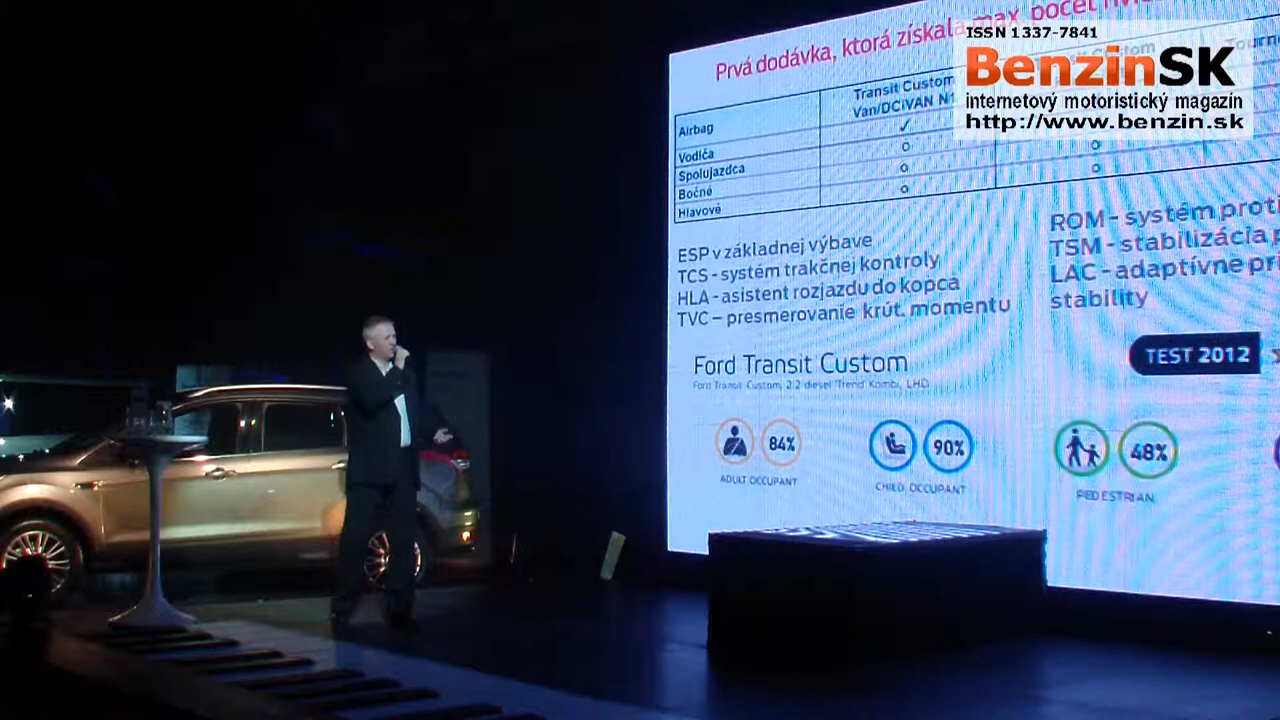 Prvá dodávka, ktorá získala max. počet
ISSN 1337-7841
BenzinSK
internetový motoristický magazín
http://www.benzin.sk
Transit Custom
Van/DCiVAN N1
Airbag ✓
Vodiča o o
Spolujazdca o o
Bočné o
Hlavové
ESP v základnej výbave
TCS - systém trakčnej kontroly
HLA - asistent rozjazdu do kopca
TVC – presmerovanie krút. momentu
ROM - systém proti
TSM - stabilizácia
LAC - adaptívne
stability
Ford Transit Custom
Ford Transit Custom, 2.2 diesel 'Trend' Kombi, LHD
TEST 2012
84%
ADULT OCCUPANT
90%
CHILD OCCUPANT
48%
PEDESTRIAN